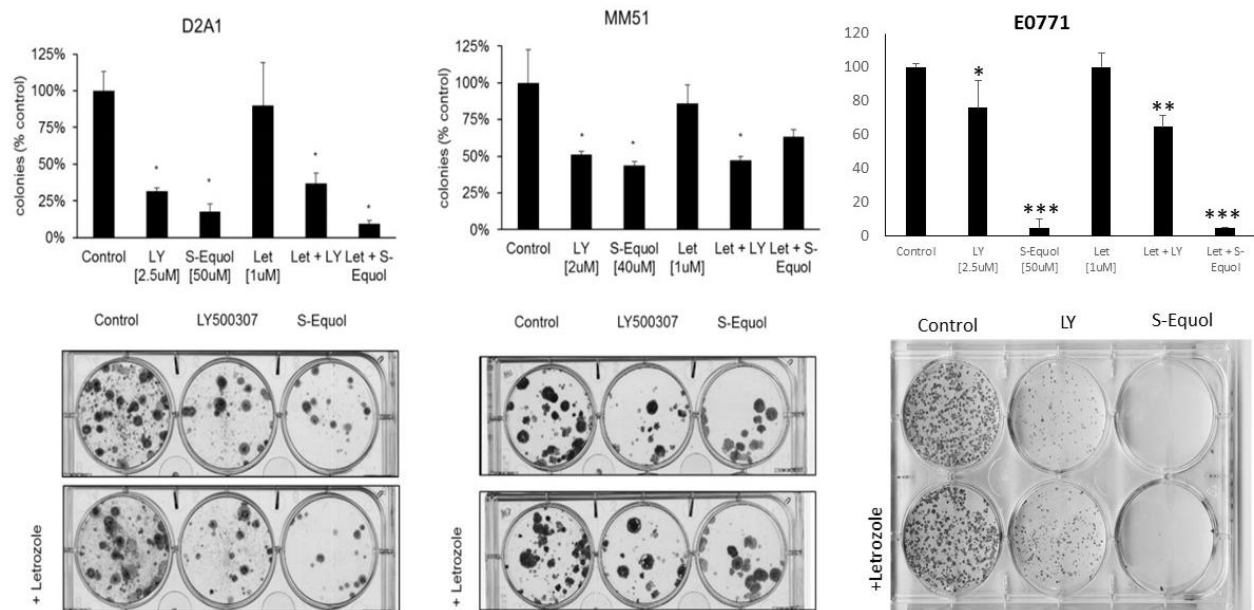 D2A1
125%
100%
75%
50%
25%
0%
colonies (% control)
*
*
*
*
Control
LY
[2.5uM]
S-Equol
[50uM]
Let
[1uM]
Let + LY
Let + S-
Equol
MM51
125%
100%
75%
50%
25%
0%
colonies (% control)
*
*
*
Control
LY
[2uM]
S-Equol
[40uM]
Let
[1uM]
Let + LY
Let + S-
Equol
E0771
120
100
80
60
40
20
0
*
***
**
***
Control
LY
[2.5uM]
S-Equol
[50uM]
Let
[1uM]
Let +LY
Let + S-
Equol
Control LY500307 S-Equol
+ Letrozole
Control LY500307 S-Equol
+ Letrozole
Control LY S-Equol
+Letrozole